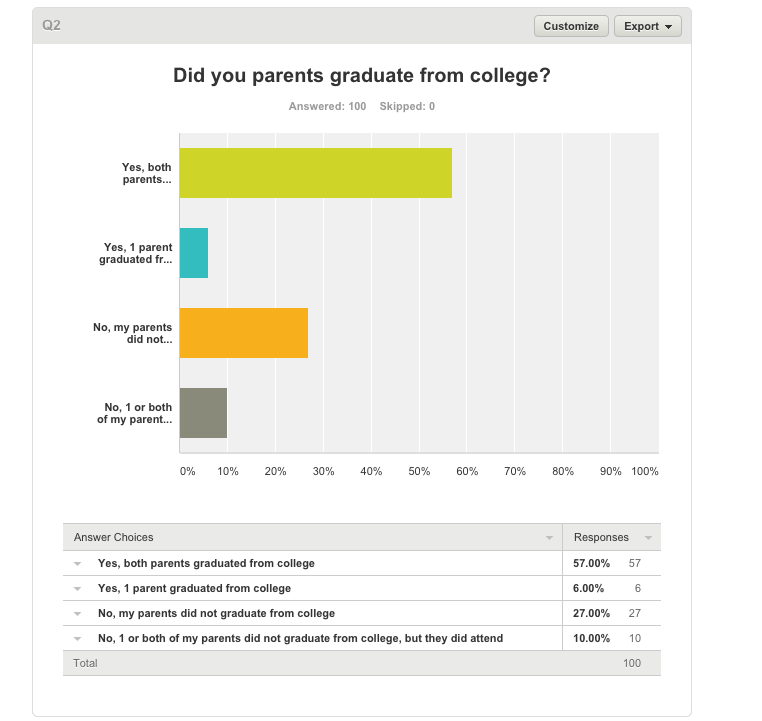 Q2
Customize
Export
Did you parents graduate from college?
Answered: 100 Skipped: 0
Yes, both
parents...
Yes, 1 parent
graduated fr...
No, my parents
did not...
No, 1 or both
of my parent...
0% 10% 20% 30% 40% 50% 60% 70% 80% 90% 100%
Answer Choices Responses
Yes, both parents graduated from college 57.00% 57
Yes, 1 parent graduated from college 6.00% 6
No, my parents did not graduate from college 27.00% 27
No, 1 or both of my parents did not graduate from college, but they did attend 10.00% 10
Total 100